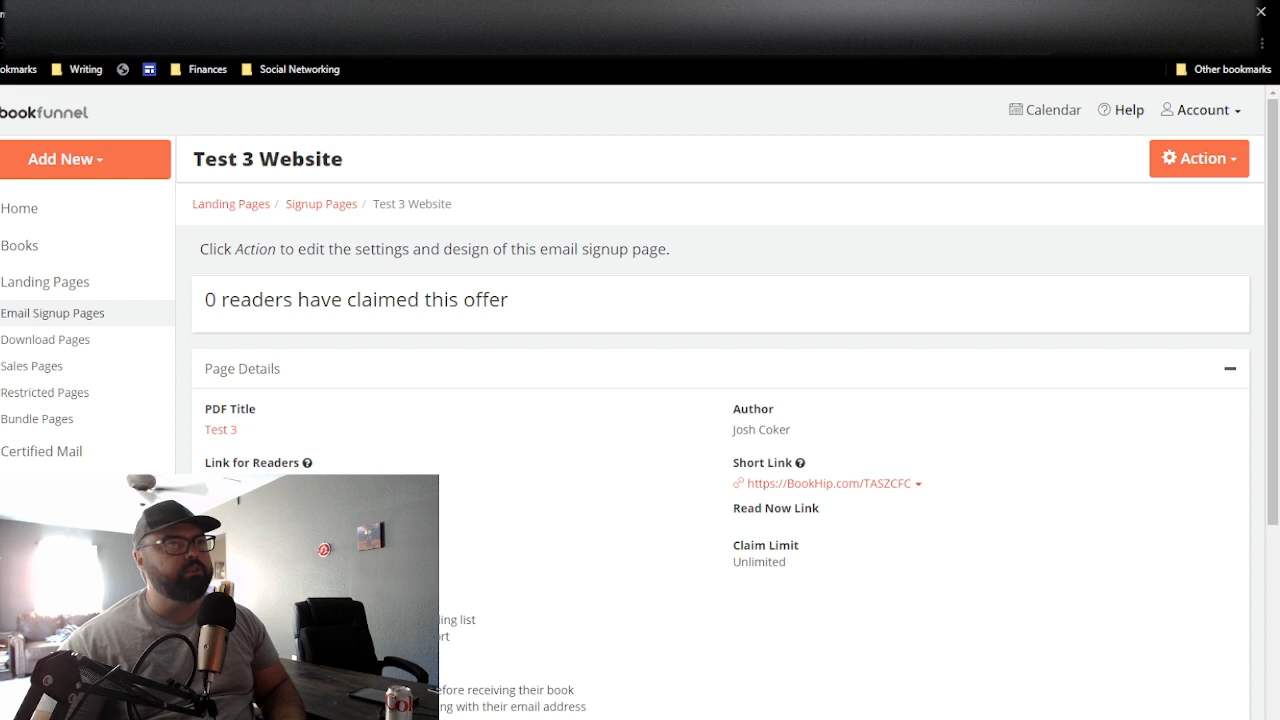 okmarks Writing Finances Social Networking Other bookmarks
bookfunnel Calendar Help Account
Add New Test 3 Website Action
Home Landing Pages / Signup Pages / Test 3 Website
Books Click Action to edit the settings and design of this email signup page.
Landing Pages
Email Signup Pages 0 readers have claimed this offer
Download Pages
Sales Pages Page Details
Restricted Pages
Bundle Pages PDF Title Author
Test 3 Josh Coker
Certified Mail Link for Readers Short Link
https://BookHip.com/TASZCFC
Read Now Link
Claim Limit
Unlimited
ing list
rt
efore receiving their book
ng with their email address